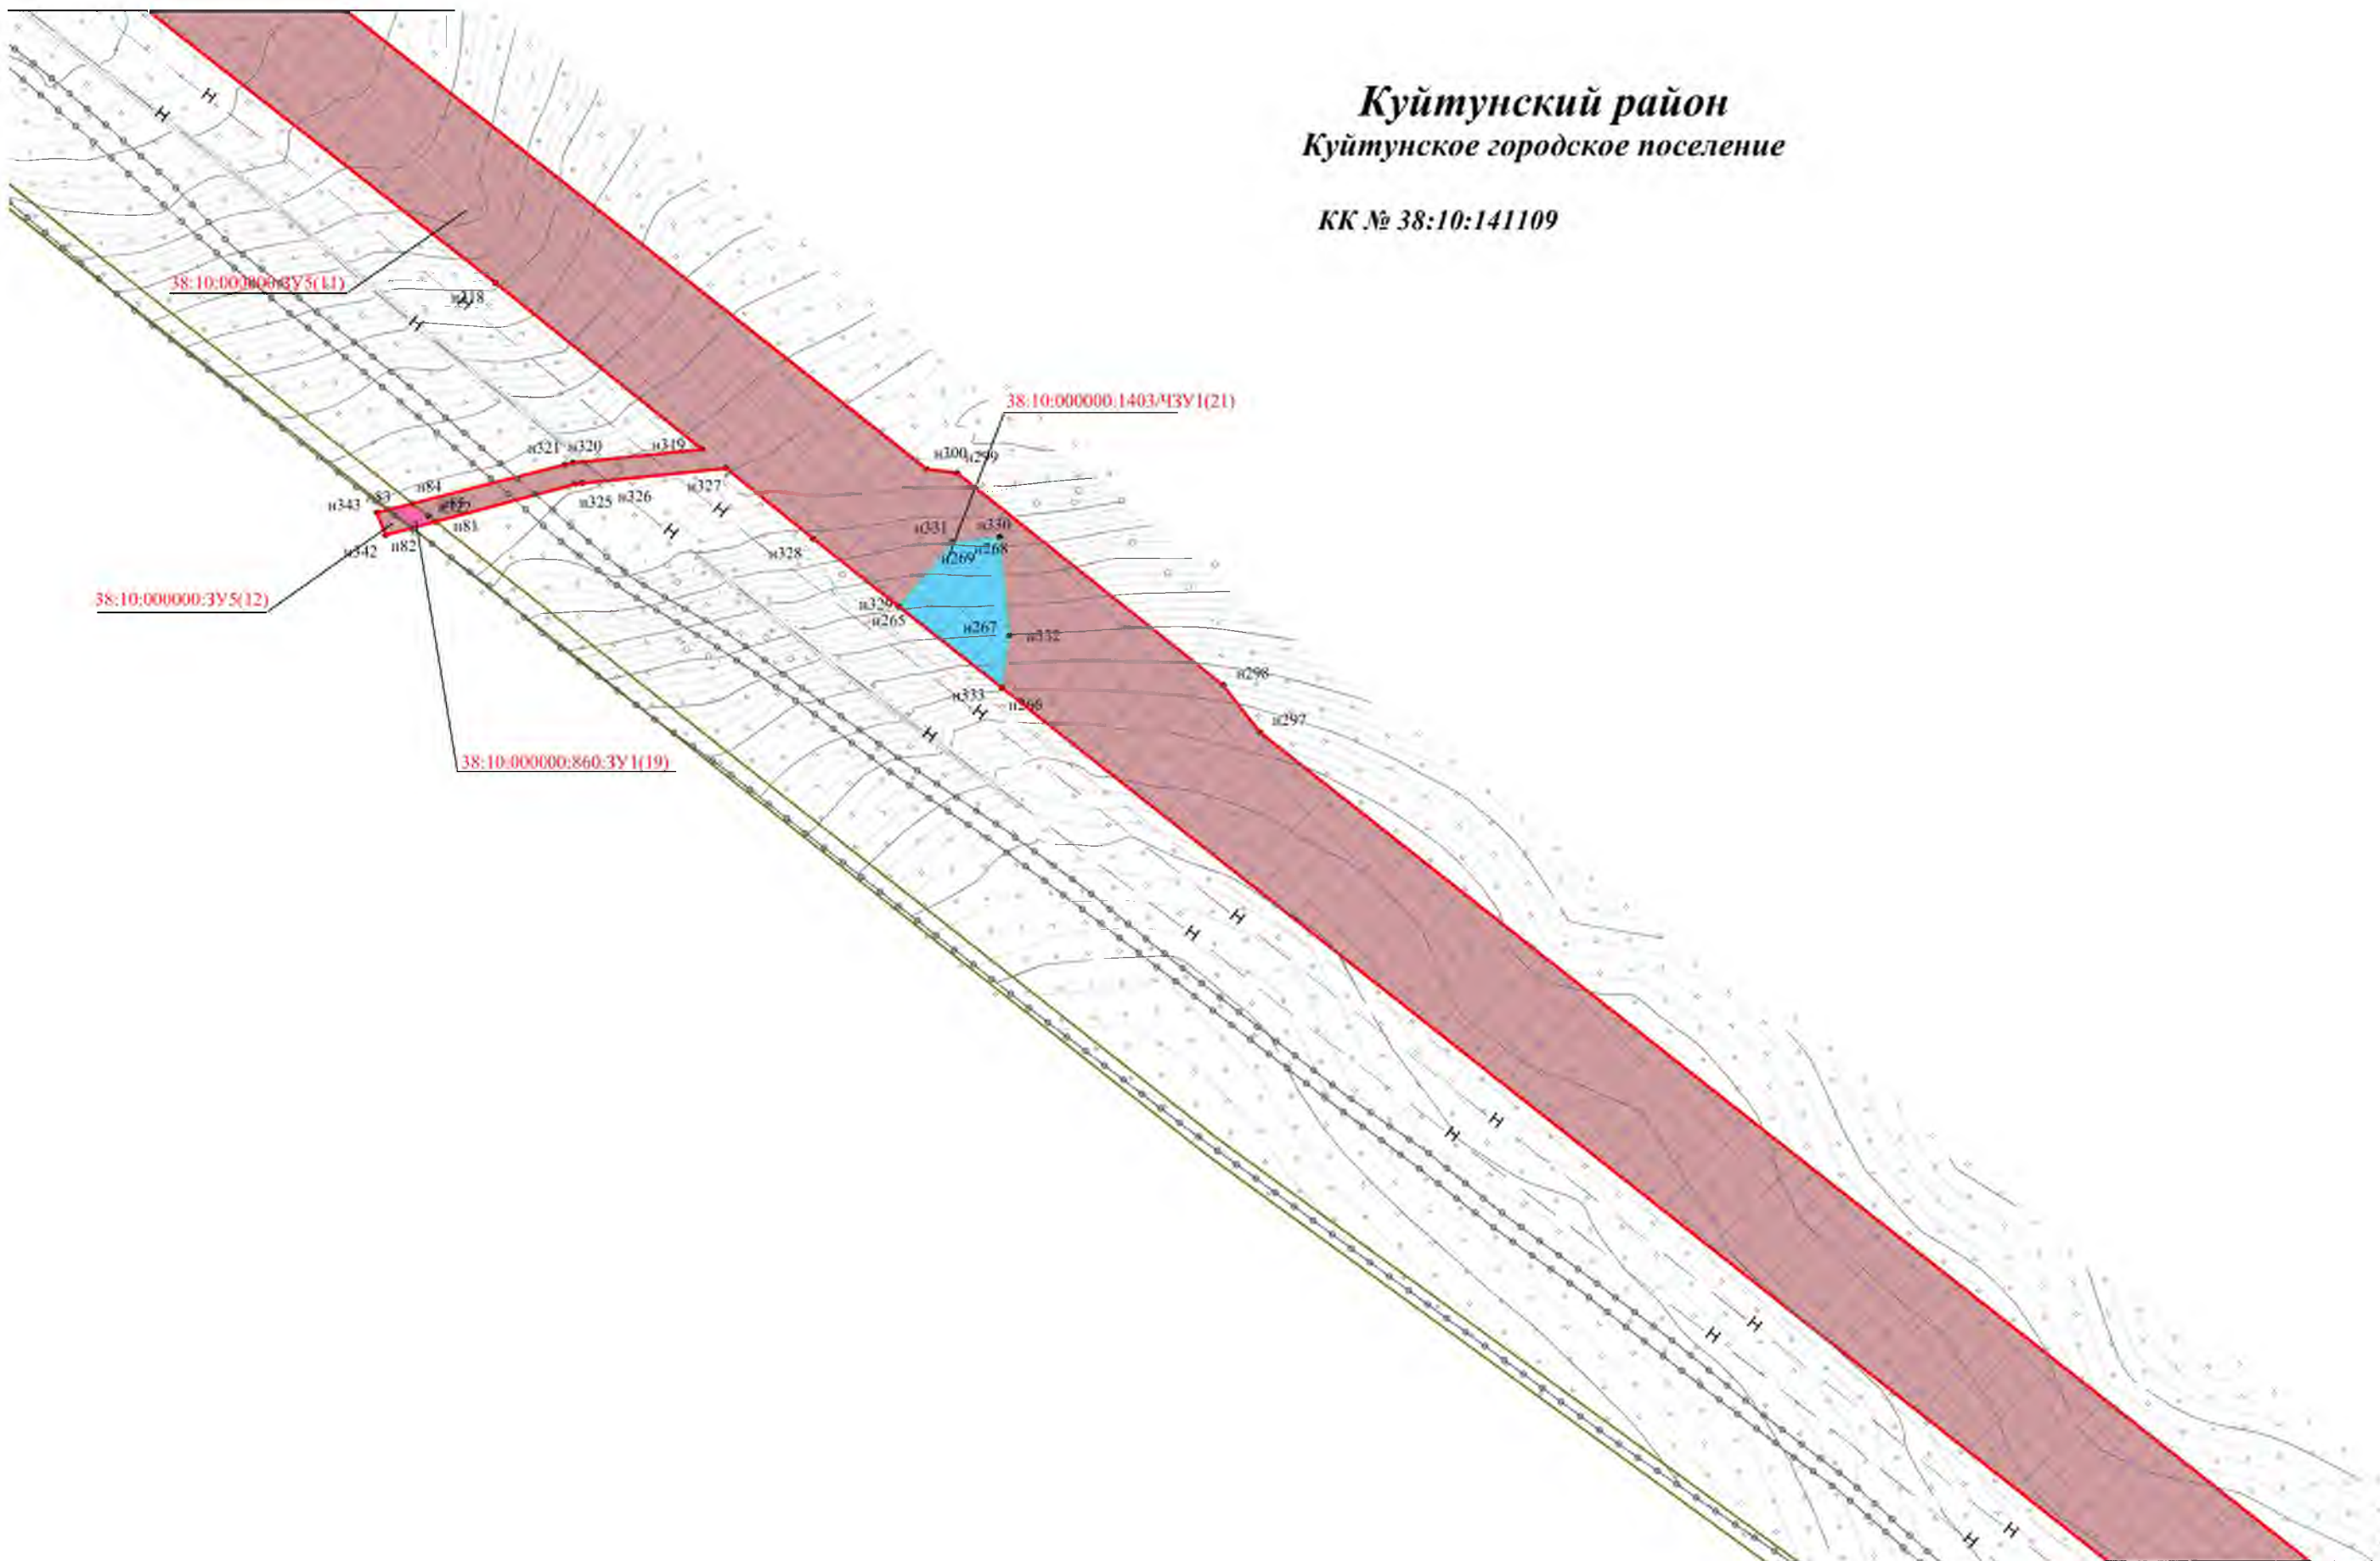 Куйтунский район
Куйтунское городское поселение
КК № 38:10:141109
Н
Н
38:10:000000:ЗУ5(11)
н318
Н
38:10:000000:1403/ЧЗУ1(21)
н321 н320
н319
н300
н299
н343
н84
н327
н325
н326
Н
н81
н331
н330
Н
н342
н82
н328
н269
н268
38:10:000000:ЗУ5(12)
н329
н265
н267
н332
н298
н333
н266
Н
н297
Н
38:10:000000:860:ЗУ1(19)
Н
Н
Н
Н
Н
Н
Н
Н